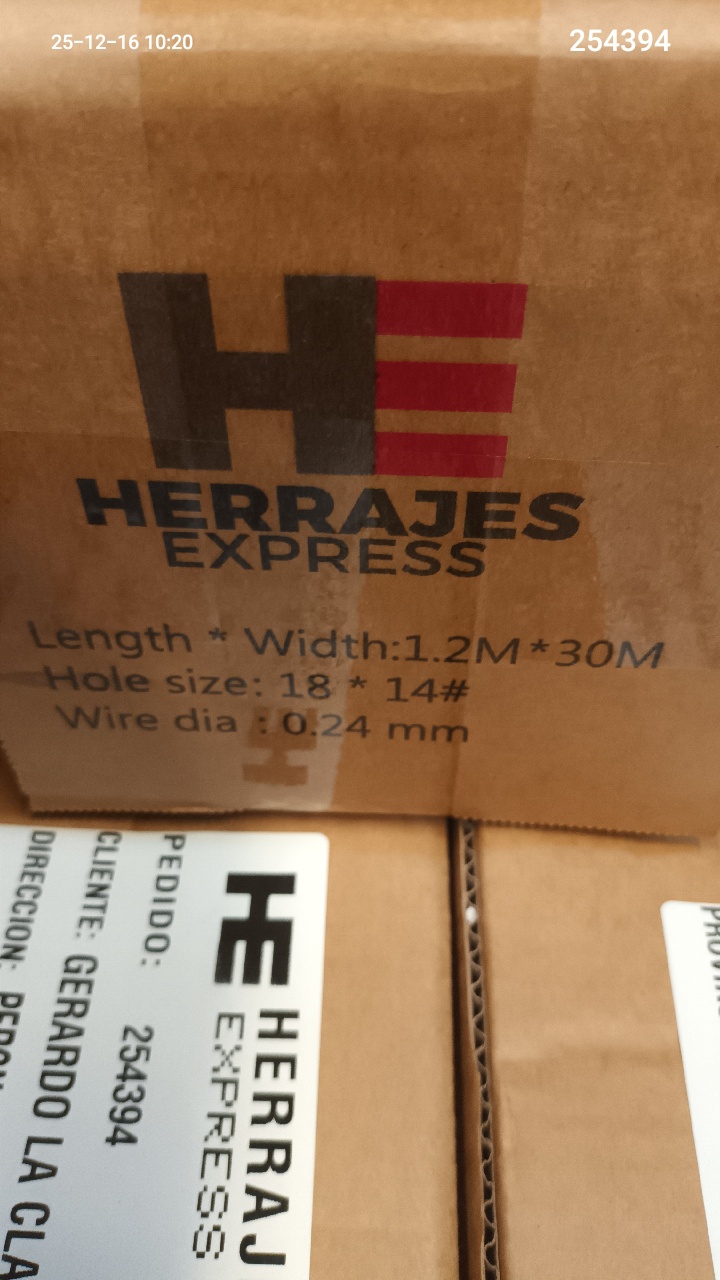 25-12-16 10:20
254394
HE
HERRAJES
EXPRESS
Length * Width:1.2M*30M
Hole size: 18 * 14#
Wire dia : 0.24 mm
H
HE HERRAJ
EXPRESS
PEDIDO: 254394
CLIENTE: GERARDO LA CLA
DIRECCION: